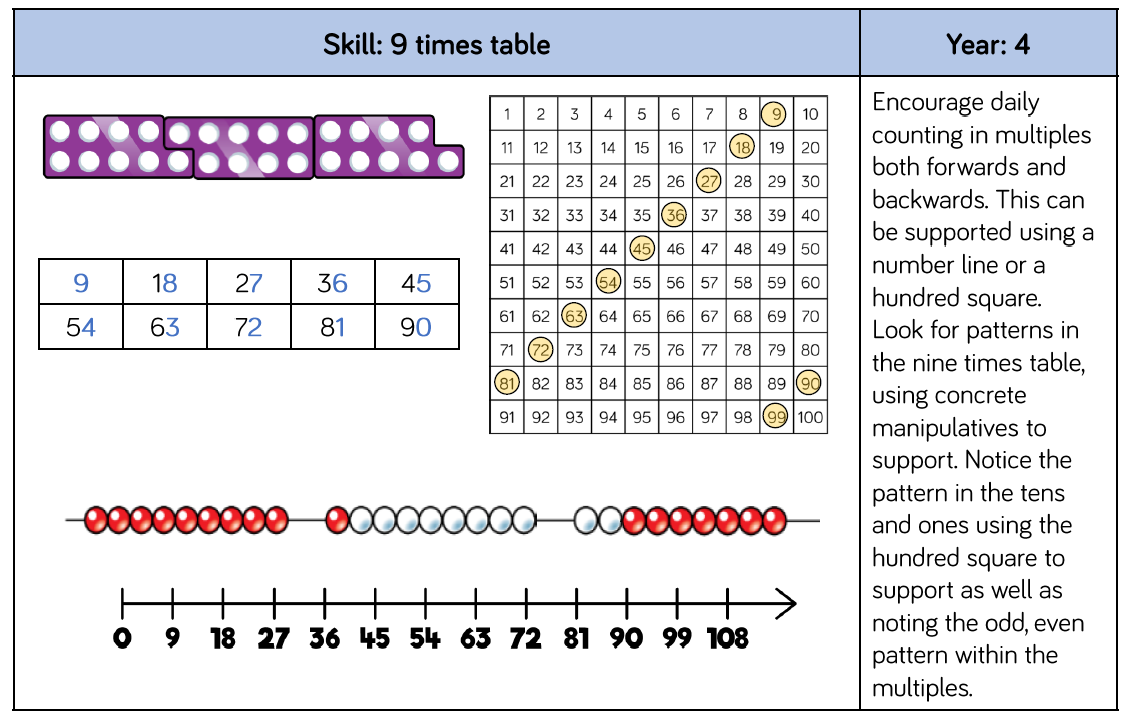 Skill: 9 times table
Year: 4
9 18 27 36 45
54 63 72 81 90
1 2 3 4 5 6 7 8 9 10
11 12 13 14 15 16 17 18 19 20
21 22 23 24 25 26 27 28 29 30
31 32 33 34 35 36 37 38 39 40
41 42 43 44 45 46 47 48 49 50
51 52 53 54 55 56 57 58 59 60
61 62 63 64 65 66 67 68 69 70
71 72 73 74 75 76 77 78 79 80
81 82 83 84 85 86 87 88 89 90
91 92 93 94 95 96 97 98 99 100
0 9 18 27 36 45 54 63 72 81 90 99 108
Encourage daily
counting in multiples
both forwards and
backwards. This can
be supported using a
number line or a
hundred square.
Look for patterns in
the nine times table,
using concrete
manipulatives to
support. Notice the
pattern in the tens
and ones using the
hundred square to
support as well as
noting the odd, even
pattern within the
multiples.